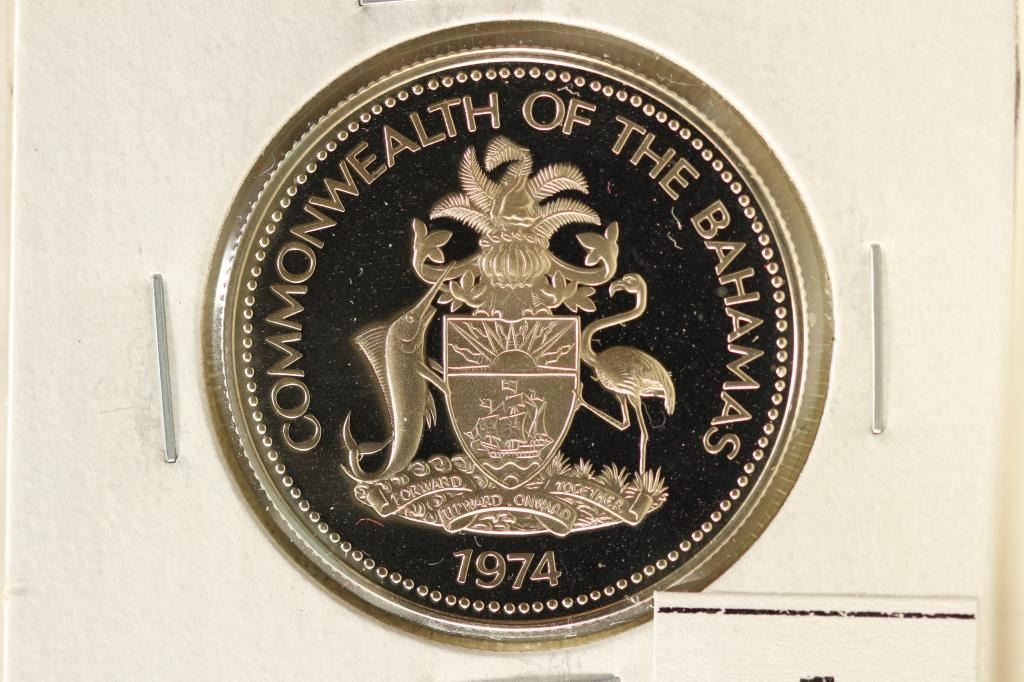 COMMONWEALTH OF THE BAHAMAS
FORWARD UPWARD ONWARD TOGETHER
1974